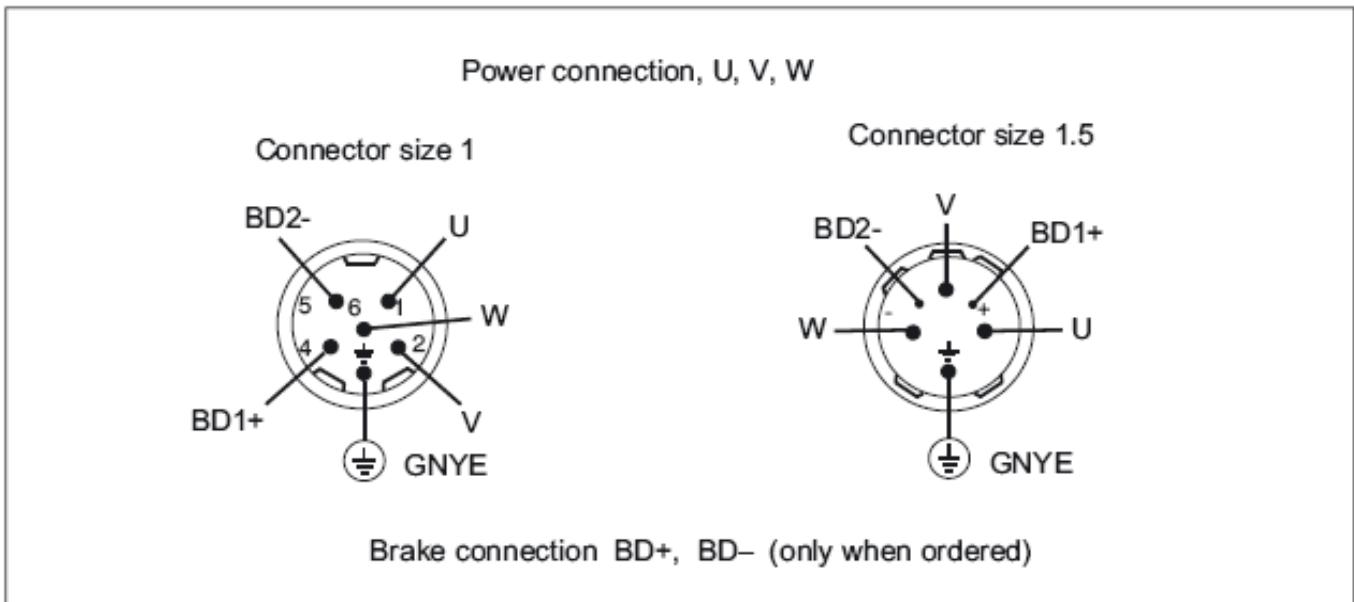 Power connection, U, V, W
Connector size 1
BD2-
U
5
6
1
W
4
2
BD1+
V
GNYE
Connector size 1.5
V
BD2-
BD1+
-
+
W
U
GNYE
Brake connection BD+, BD– (only when ordered)